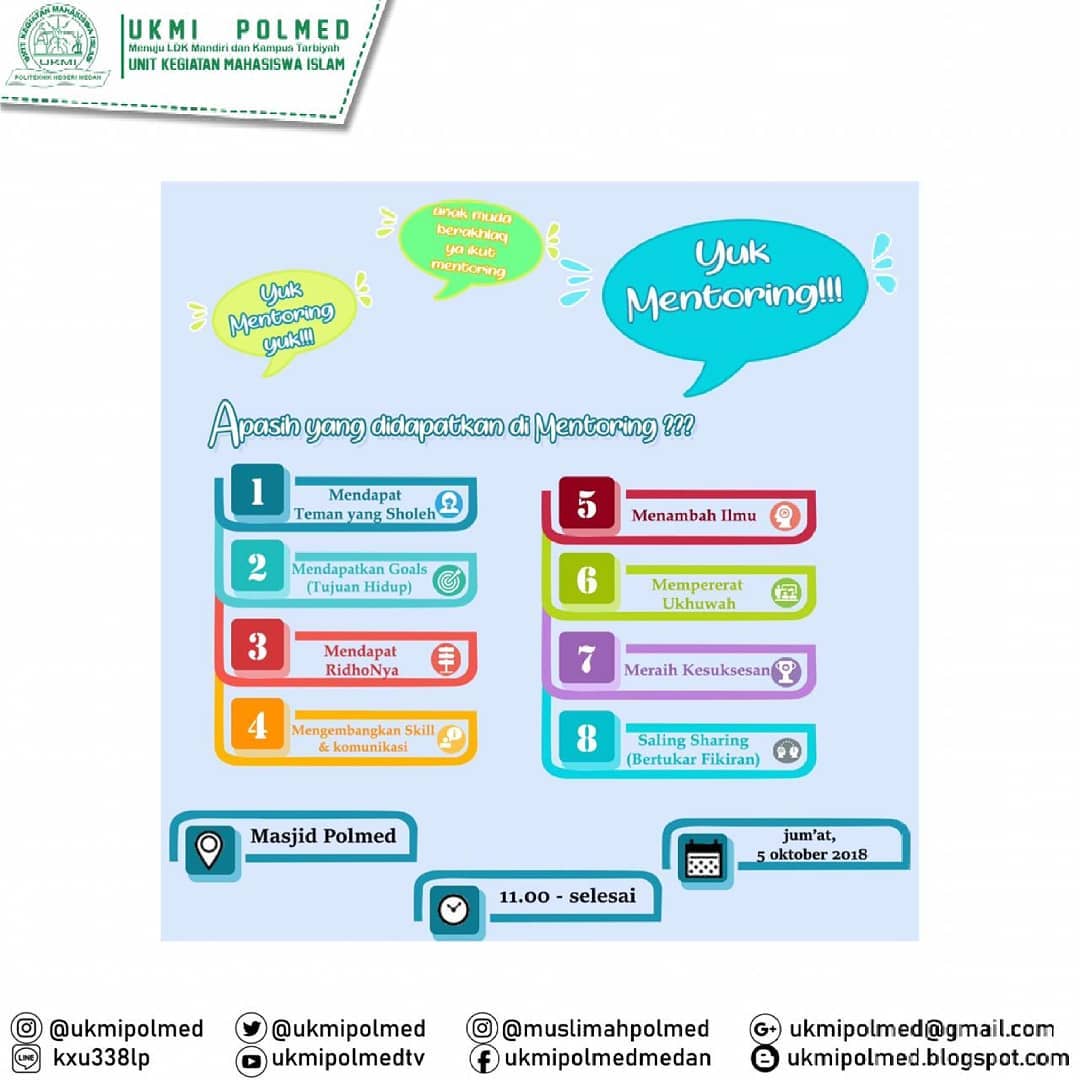 UNIT KEGIATAN MAHASISWA ISLAM
UKMI
POLITEKNIK NEGERI MEDAN
UKMI POLMED
Menuju LDK Mandiri dan Kampus Tarbiyah
UNIT KEGIATAN MAHASISWA ISLAM
anak muda
berakhlaq
ya ikut
mentoring
Yuk
Mentoring!!!
Yuk
Mentoring
yuk!!!
Apasih yang didapatkan di Mentoring ???
1
Mendapat
Teman yang Sholeh
2
Mendapatkan Goals
(Tujuan Hidup)
3
Mendapat
RidhoNya
4
Mengembangkan Skill
& komunikasi
5
Menambah Ilmu
6
Mempererat
Ukhuwah
7
Meraih Kesuksesan
8
Saling Sharing
(Bertukar Fikiran)
Masjid Polmed
jum'at,
5 oktober 2018
11.00 - selesai
@ukmipolmed
@ukmipolmed
@muslimahpolmed
G+ ukmipolmed@gmail.com
LINE kxu338lp
ukmipolmedtv
ukmipolmedmedan
ukmipolmed.blogspot.com